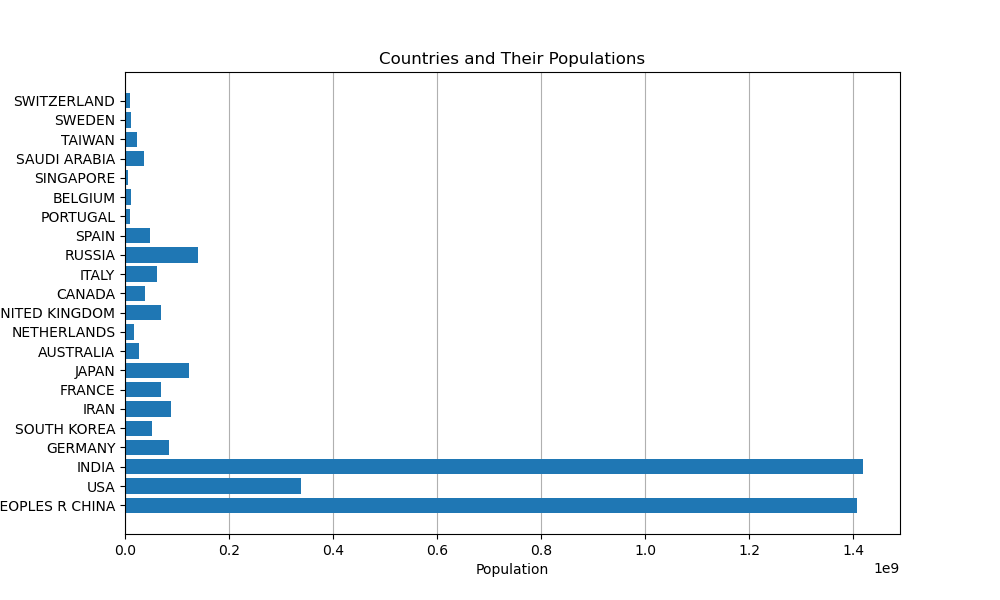 Countries and Their Populations
SWITZERLAND
SWEDEN
TAIWAN
SAUDI ARABIA
SINGAPORE
BELGIUM
PORTUGAL
SPAIN
RUSSIA
ITALY
CANADA
NITED KINGDOM
NETHERLANDS
AUSTRALIA
JAPAN
FRANCE
IRAN
SOUTH KOREA
GERMANY
INDIA
USA
EOPLES R CHINA
0.0 0.2 0.4 0.6 0.8 1.0 1.2 1.4
Population
1e9